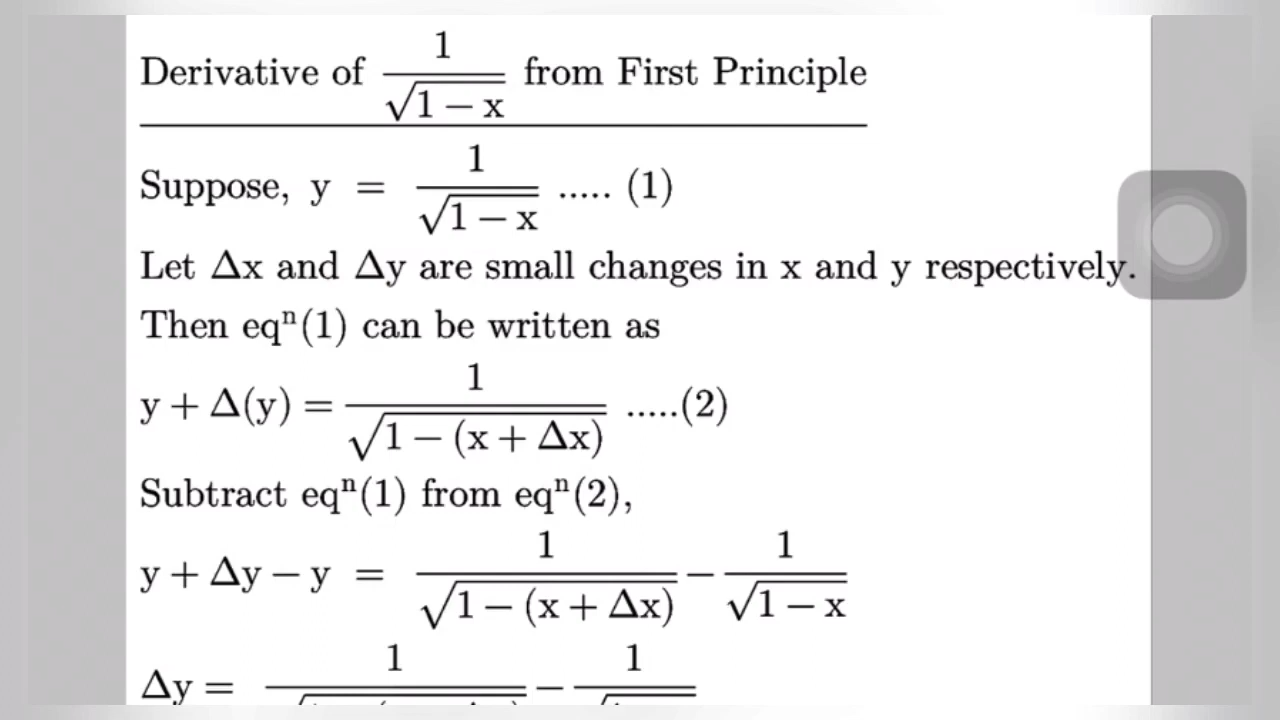 Derivative of 1/√(1 − x) from First Principle
Suppose, y = 1/√(1 − x) ..... (1)
Let Δx and Δy are small changes in x and y respectively.
Then eqⁿ(1) can be written as
y + Δ(y) = 1/√(1 − (x + Δx)) .....(2)
Subtract eqⁿ(1) from eqⁿ(2),
y + Δy − y = 1/√(1 − (x + Δx)) − 1/√(1 − x)
Δy = 1/√ − 1/√